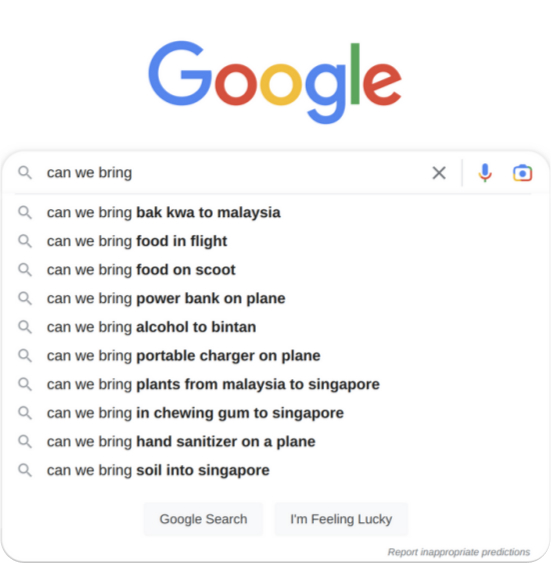 Google
can we bring
can we bring bak kwa to malaysia
can we bring food in flight
can we bring food on scoot
can we bring power bank on plane
can we bring alcohol to bintan
can we bring portable charger on plane
can we bring plants from malaysia to singapore
can we bring in chewing gum to singapore
can we bring hand sanitizer on a plane
can we bring soil into singapore
Google Search I'm Feeling Lucky
Report inappropriate predictions